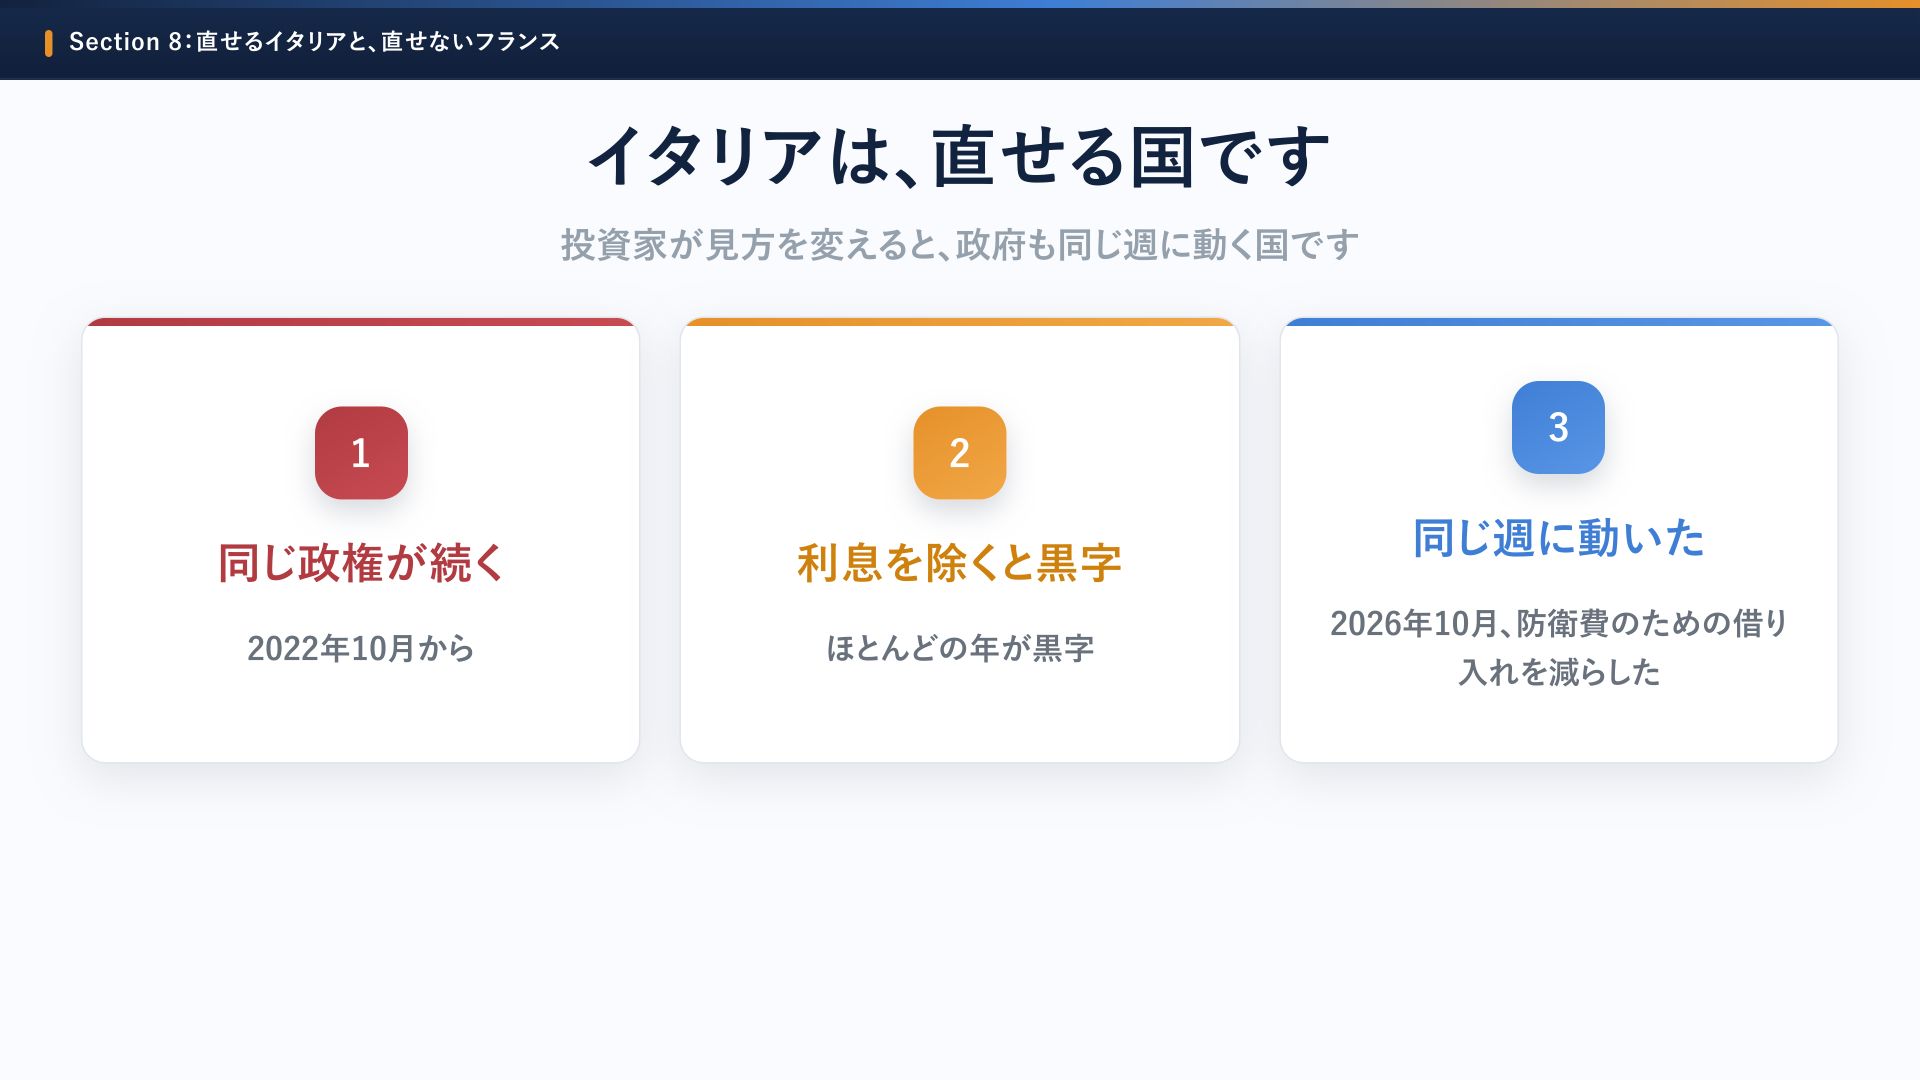 Section 8：直せるイタリアと、直せないフランス
イタリアは、直せる国です
投資家が見方を変えると、政府も同じ週に動く国です
1
同じ政権が続く
2022年10月から
2
利息を除くと黒字
ほとんどの年が黒字
3
同じ週に動いた
2026年10月、防衛費のための借り
入れを減らした